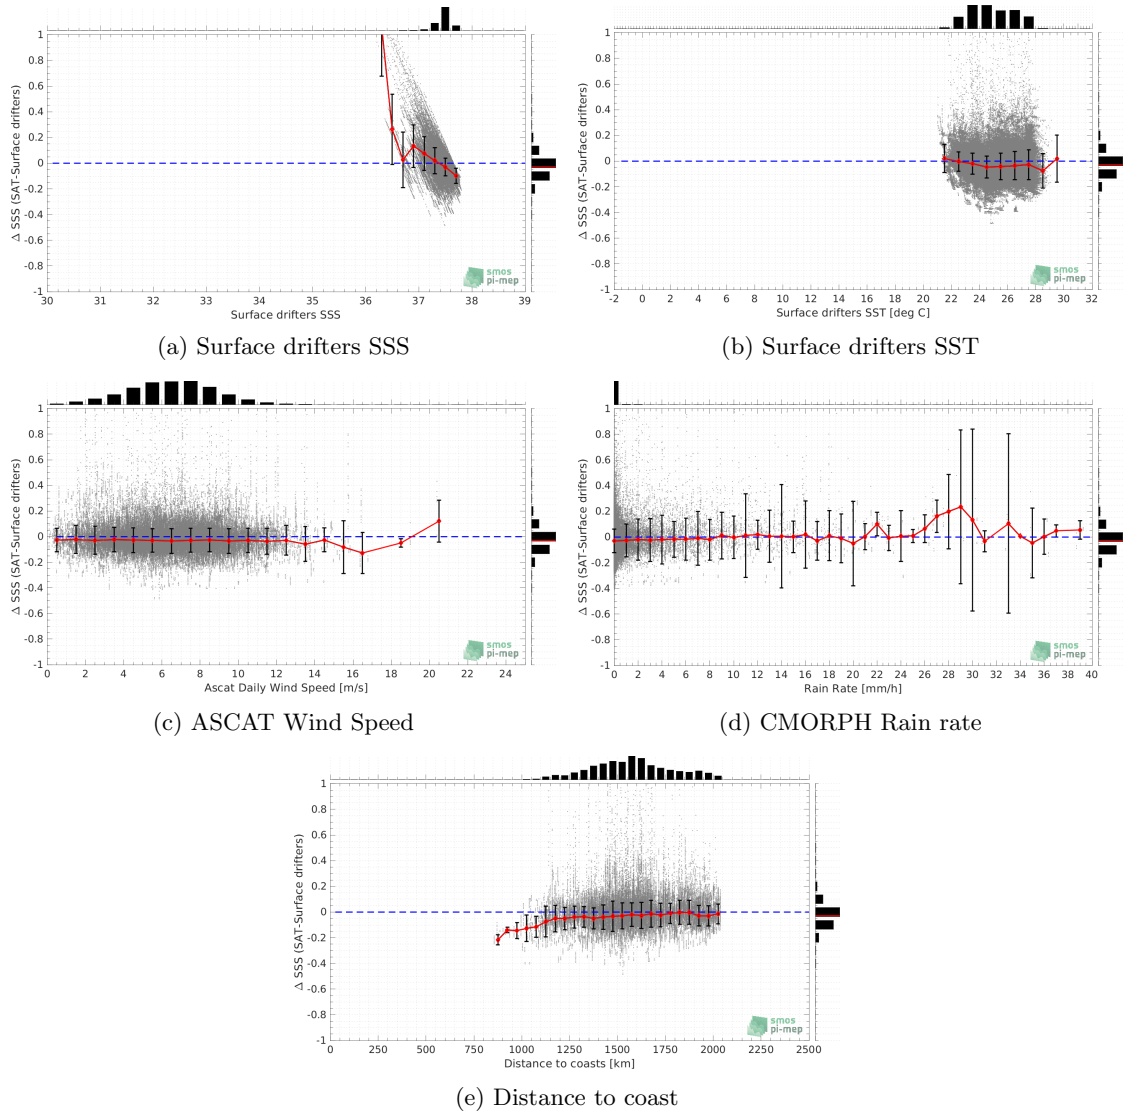 1
0.8
0.6
0.4
0.2
0
-0.2
-0.4
-0.6
-0.8
-1
Δ SSS (SAT-Surface drifters)
30 31 32 33 34 35 36 37 38 39
Surface drifters SSS
smos
pi-mep
(a) Surface drifters SSS
1
0.8
0.6
0.4
0.2
0
-0.2
-0.4
-0.6
-0.8
-1
Δ SSS (SAT-Surface drifters)
-2 0 2 4 6 8 10 12 14 16 18 20 22 24 26 28 30 32
Surface drifters SST [deg C]
smos
pi-mep
(b) Surface drifters SST
1
0.8
0.6
0.4
0.2
0
-0.2
-0.4
-0.6
-0.8
-1
Δ SSS (SAT-Surface drifters)
0 2 4 6 8 10 12 14 16 18 20 22 24
Ascat Daily Wind Speed [m/s]
smos
pi-mep
(c) ASCAT Wind Speed
1
0.8
0.6
0.4
0.2
0
-0.2
-0.4
-0.6
-0.8
-1
Δ SSS (SAT-Surface drifters)
0 2 4 6 8 10 12 14 16 18 20 22 24 26 28 30 32 34 36 38 40
Rain Rate [mm/h]
smos
pi-mep
(d) CMORPH Rain rate
1
0.8
0.6
0.4
0.2
0
-0.2
-0.4
-0.6
-0.8
-1
Δ SSS (SAT-Surface drifters)
0 250 500 750 1000 1250 1500 1750 2000 2250 2500
Distance to coasts [km]
smos
pi-mep
(e) Distance to coast